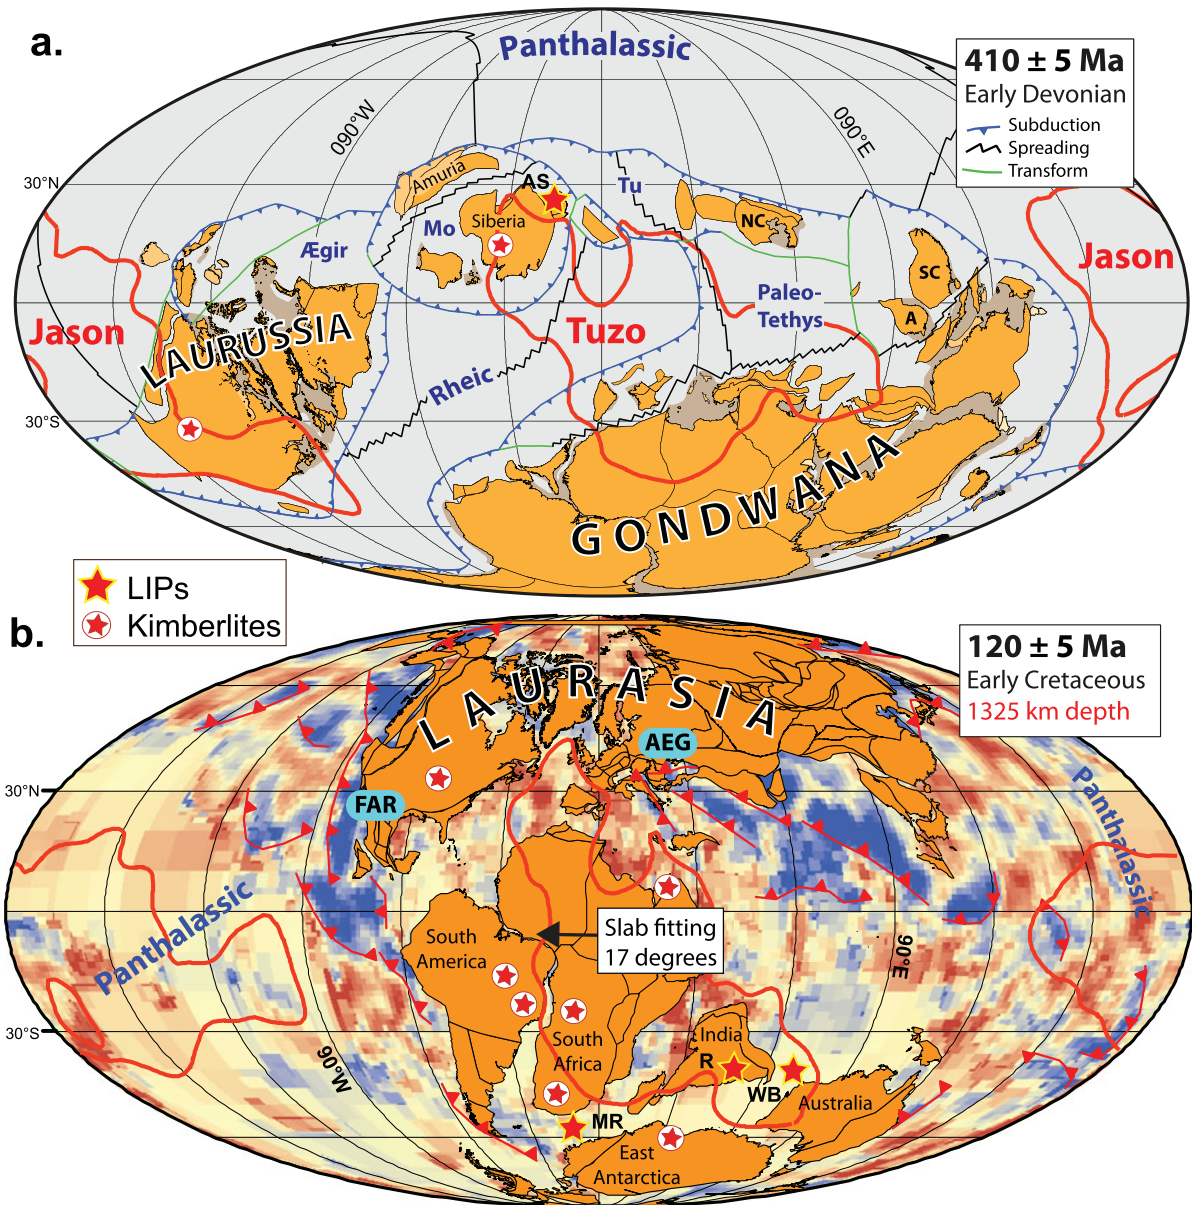 a.
Panthalassic
410 ± 5 Ma
Early Devonian
Subduction
Spreading
Transform
090°W
090°E
30°N
Amuria
AS
Tu
Siberia
Mo
NC
Ægir
SC
Jason
Paleo-
Tethys
A
Jason
Tuzo
LAURUSSIA
Rheic
30°S
GONDWANA
LIPs
Kimberlites
b.
120 ± 5 Ma
Early Cretaceous
1325 km depth
LAURASIA
AEG
30°N
FAR
Panthalassic
Panthalassic
Slab fitting
17 degrees
South
America
90°E
30°S
South
Africa
India
R
90°W
WB
Australia
MR
East
Antarctica